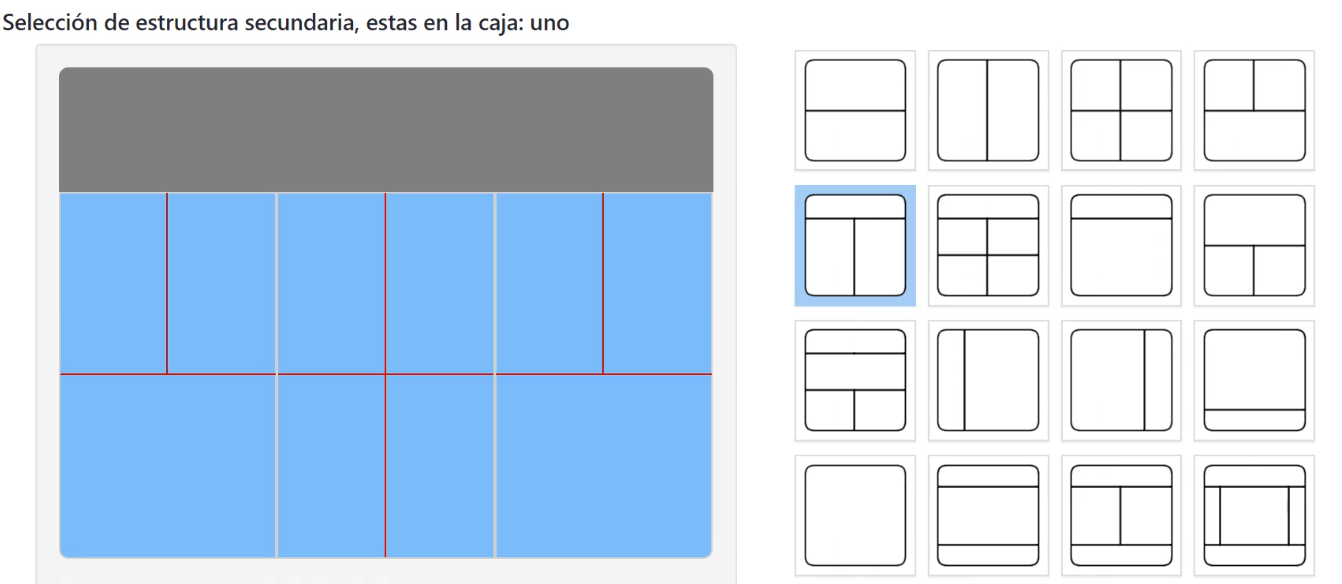 Selección de estructura secundaria, estas en la caja: uno